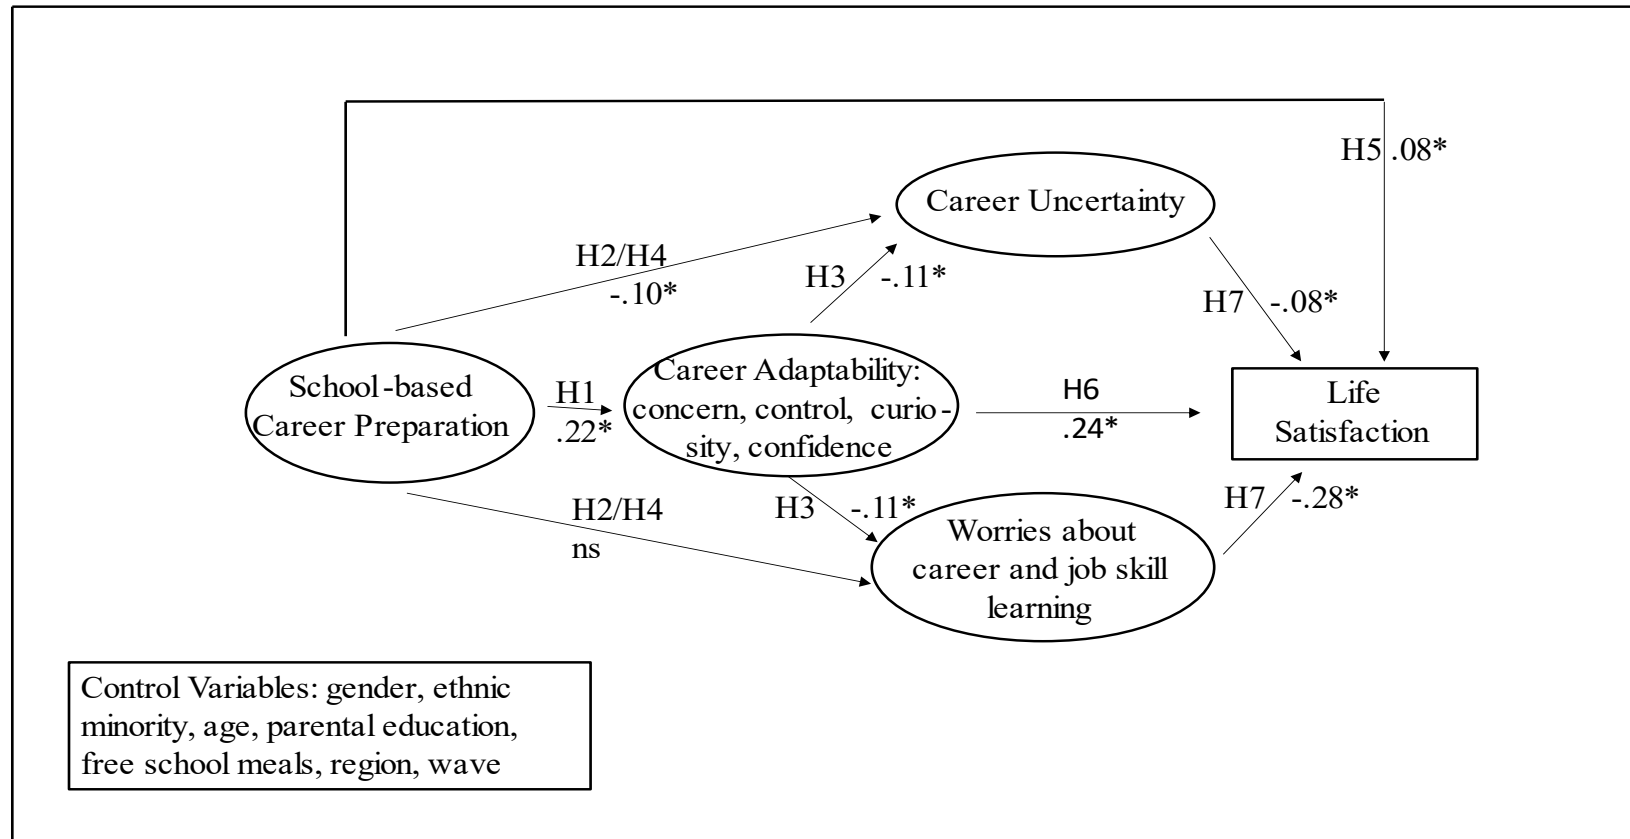 H5 .08*
Career Uncertainty
H2/H4
-.10*
H3 -.11*
H7 -.08*
School-based
Career Preparation
H1
.22*
Career Adaptability:
concern, control, curio-
sity, confidence
H6
.24*
Life
Satisfaction
H2/H4
ns
H3 -.11*
H7 -.28*
Worries about
career and job skill
learning
Control Variables: gender, ethnic
minority, age, parental education,
free school meals, region, wave